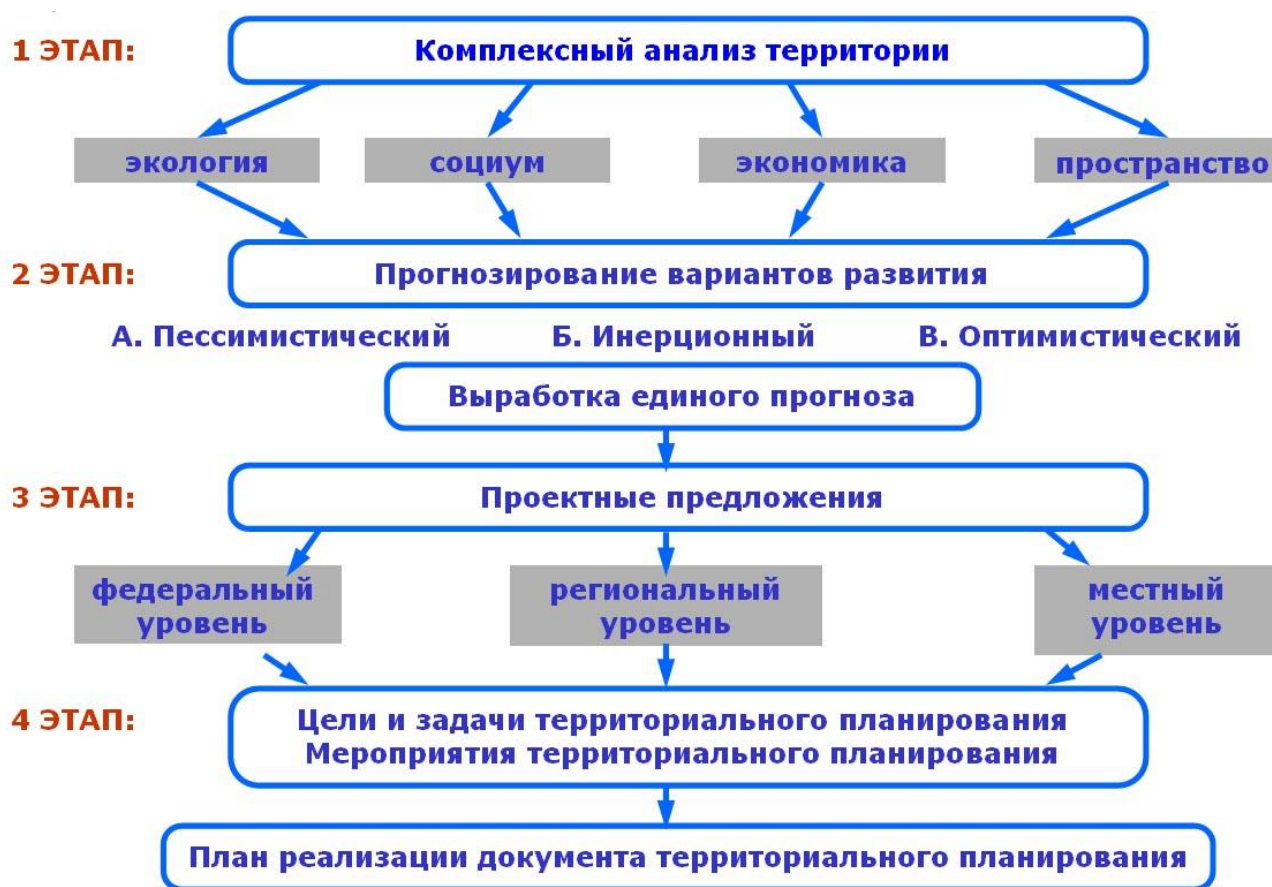 1 ЭТАП:
Комплексный анализ территории
экология
социум
экономика
пространство
2 ЭТАП:
Прогнозирование вариантов развития
А. Пессимистический
Б. Инерционный
В. Оптимистический
Выработка единого прогноза
3 ЭТАП:
Проектные предложения
федеральный
уровень
региональный
уровень
местный
уровень
4 ЭТАП:
Цели и задачи территориального планирования
Мероприятия территориального планирования
План реализации документа территориального планирования